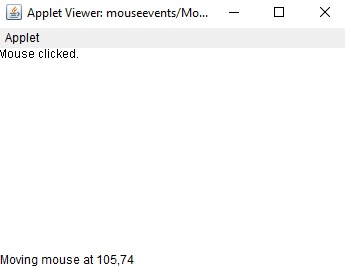 Applet Viewer: mouseevents/Mo...
Applet
Mouse clicked.
Moving mouse at 105,74